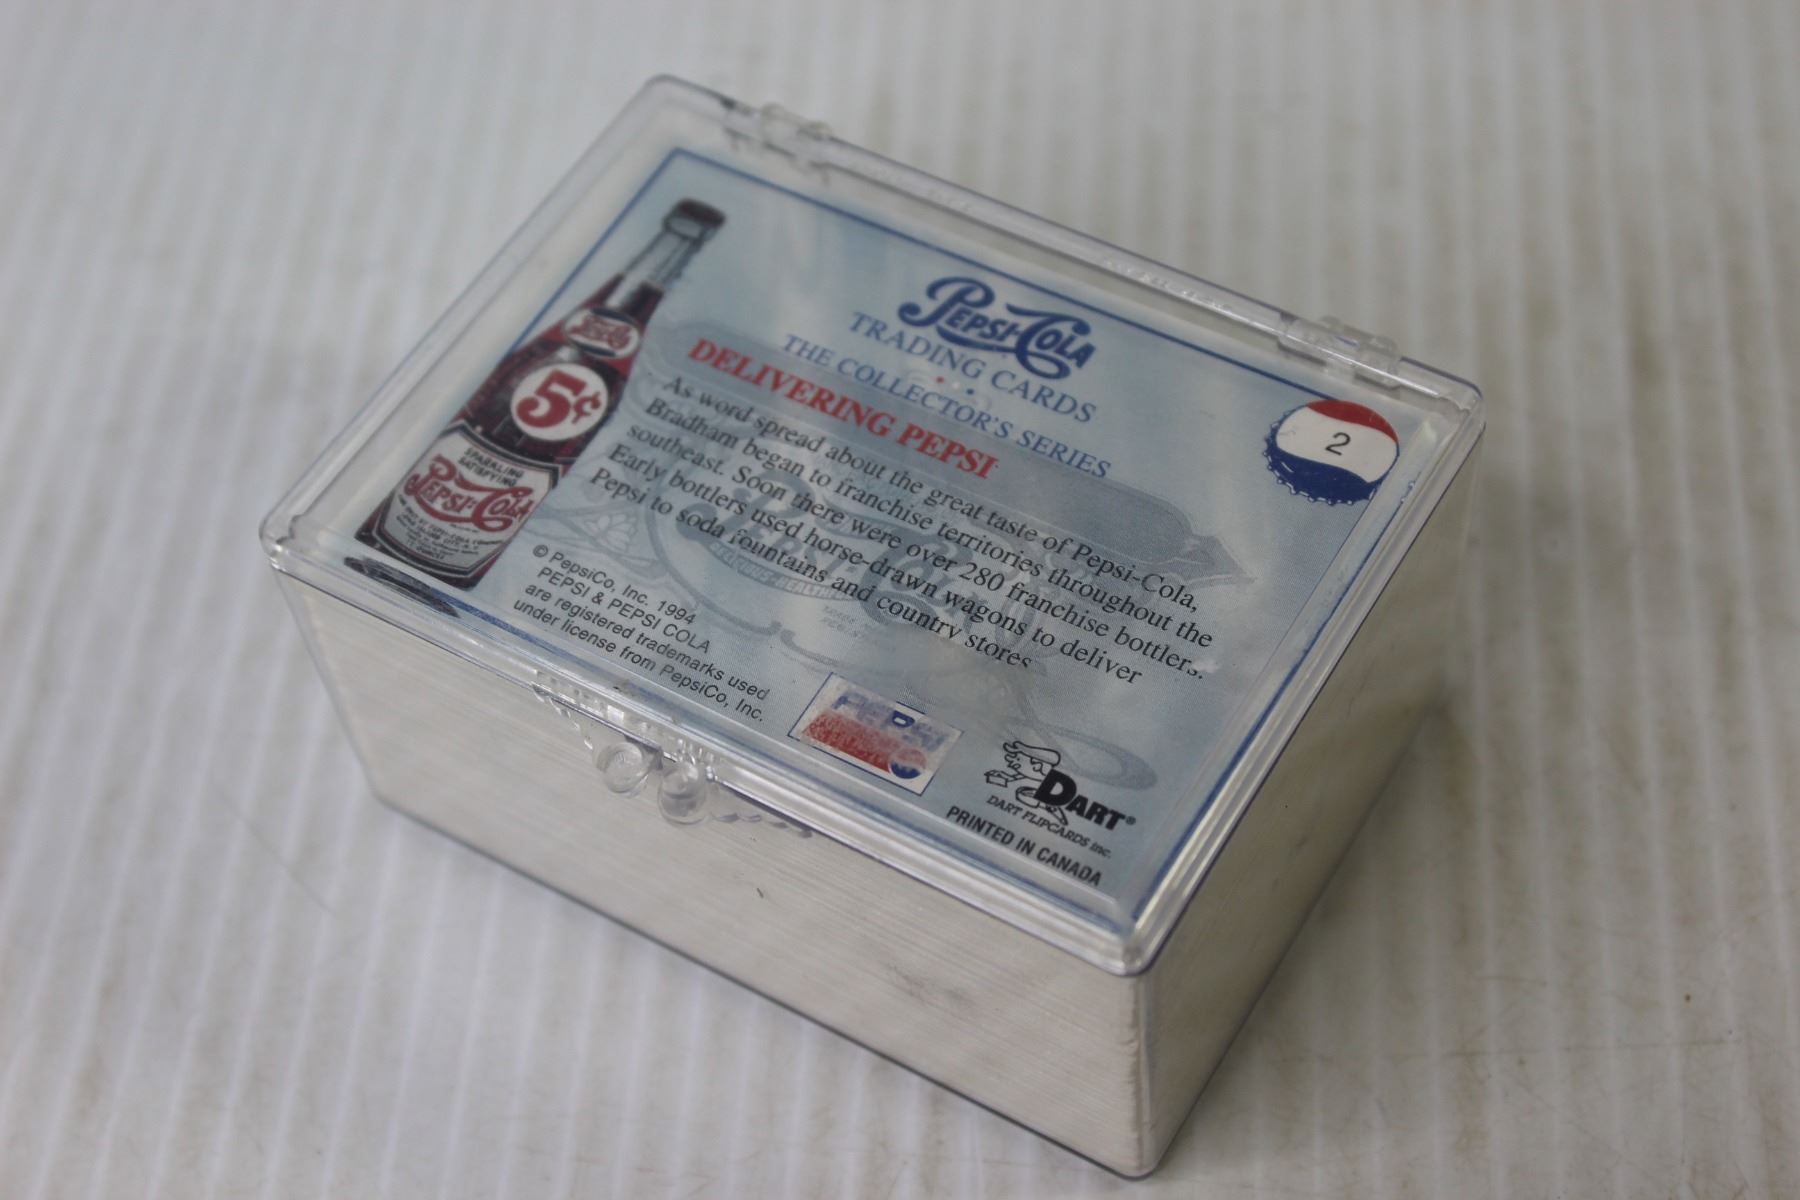 PEPSI-COLA
TRADING CARDS
THE COLLECTOR'S SERIES
DELIVERING PEPSI
As word spread about the great taste of Pepsi-Cola,
Bradham began to franchise territories throughout the
southeast. Soon there were over 280 franchise bottlers.
Early bottlers used horse-drawn wagons to deliver
Pepsi to soda fountains and country stores
2
5¢
SPARKLING
SATISFYING
PEPSI-COLA
© PepsiCo, Inc. 1994
PEPSI & PEPSI COLA
are registered trademarks used
under license from PepsiCo, Inc.
PEPSI
DART®
DART FLIPCARDS Inc.
PRINTED IN CANADA